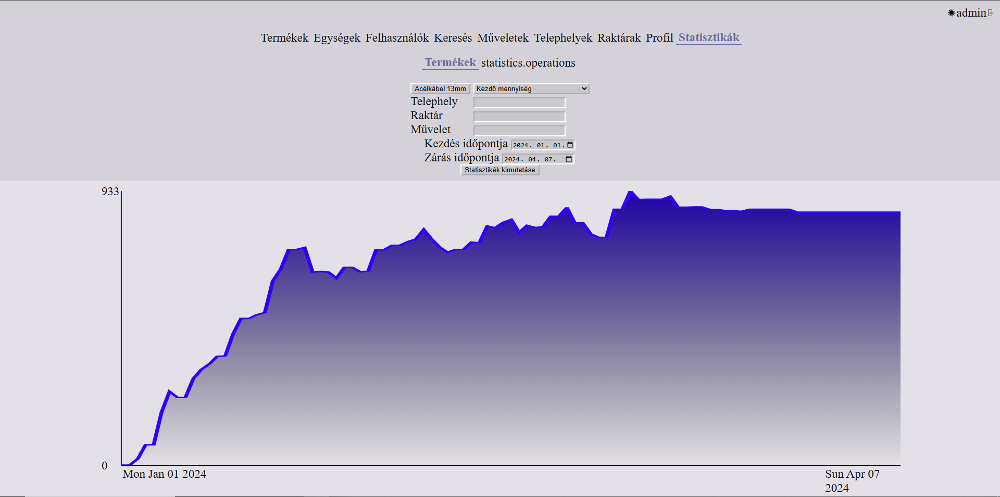 admin
Termékek Egységek Felhasználók Keresés Műveletek Telephelyek Raktárak Profil Statisztikák
Termékek statistics.operations
Acélkábel 13mm Kezdő mennyiség
Telephely
Raktár
Művelet
Kezdés időpontja 2024. 01. 01.
Zárás időpontja 2024. 04. 07.
Statisztikák kimutatása
933
0
Mon Jan 01 2024
Sun Apr 07
2024